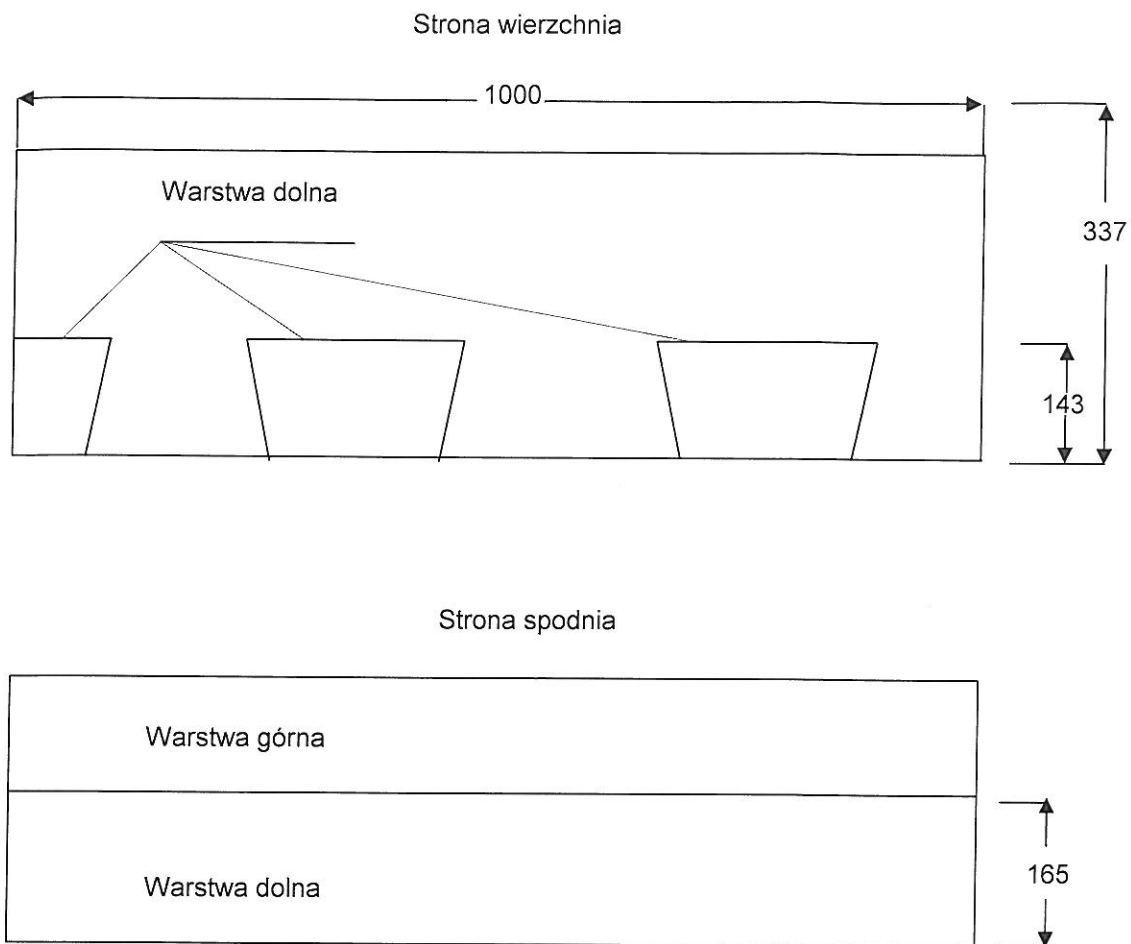 Strona wierzchnia
1000
Warstwa dolna
337
143
Strona spodnia
Warstwa górna
165
Warstwa dolna